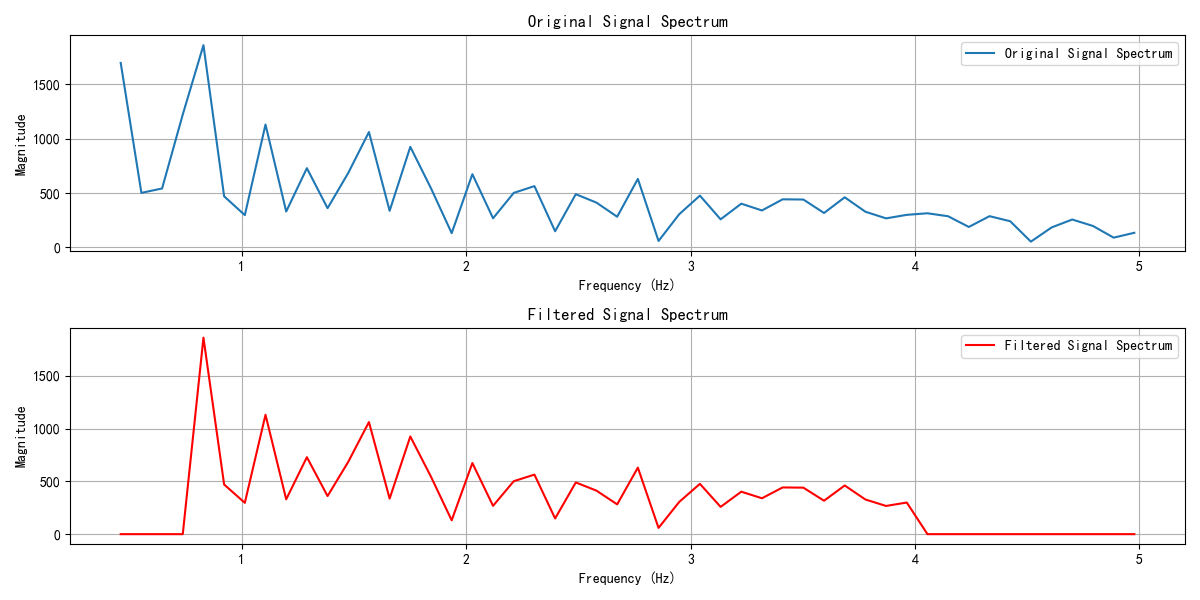 Original Signal Spectrum
Original Signal Spectrum
Magnitude
1500
1000
500
0
1 2 3 4 5
Frequency (Hz)
Filtered Signal Spectrum
Filtered Signal Spectrum
Magnitude
1500
1000
500
0
1 2 3 4 5
Frequency (Hz)